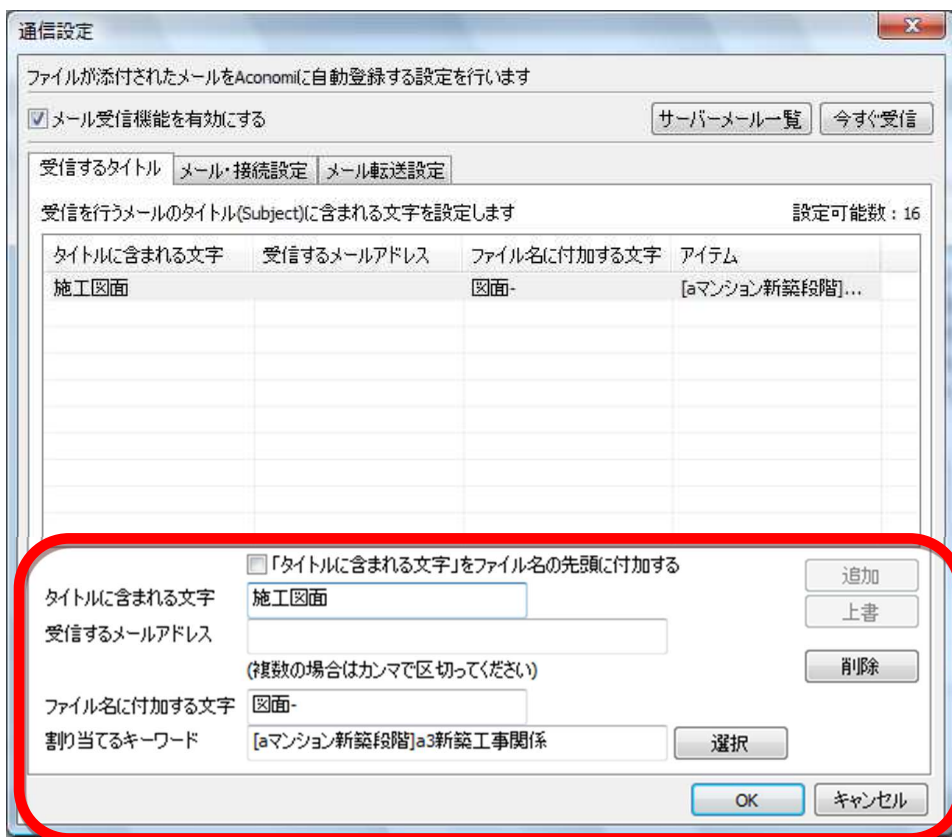 通信設定
ファイルが添付されたメールをAconomiに自動登録する設定を行います
メール受信機能を有効にする サーバーメール一覧 今すぐ受信
受信するタイトル メール・接続設定 メール転送設定
受信を行うメールのタイトル(Subject)に含まれる文字を設定します 設定可能数：16
タイトルに含まれる文字 受信するメールアドレス ファイル名に付加する文字 アイテム
施工図面 図面- [aマンション新築段階]...
「タイトルに含まれる文字」をファイル名の先頭に付加する 追加
タイトルに含まれる文字 施工図面 上書
受信するメールアドレス
(複数の場合はカンマで区切ってください) 削除
ファイル名に付加する文字 図面-
割り当てるキーワード [aマンション新築段階]a3新築工事関係 選択
OK キャンセル